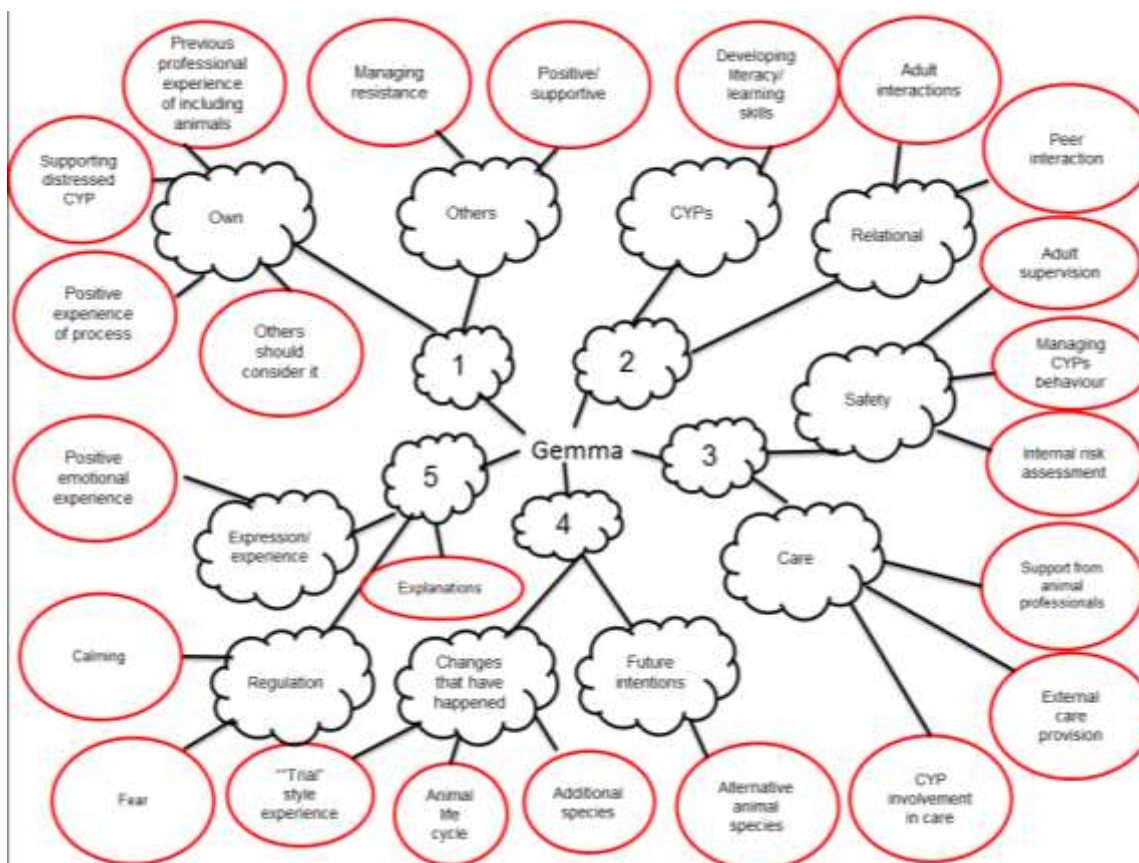 Previous
professional
experience
of including
animals
Managing
resistance
Positive/
supportive
Developing
literacy/
learning
skills
Adult
interactions
Peer
interaction
Supporting
distressed
CYP
Own
Others
CYPs
Relational
Adult
supervision
Positive
experience
of process
Others
should
consider it
1
2
Safety
Managing
CYPs
behaviour
Positive
emotional
experience
5
Gemma
3
Internal risk
assessment
4
Expression/
experience
Explanations
Care
Support from
animal
professionals
Calming
Regulation
Changes
that have
happened
Future
intentions
External
care
provision
Fear
""Trial"
style
experience
Animal
life
cycle
Additional
species
Alternative
animal
species
CYP
involvement
in care